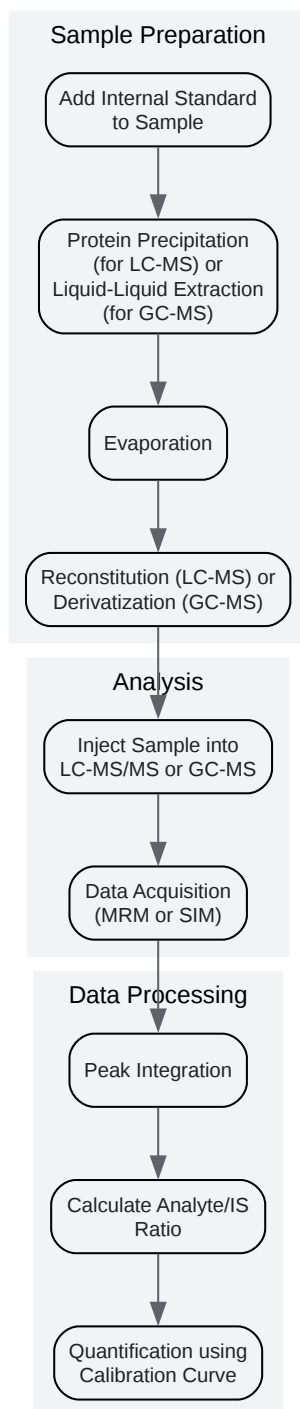 Sample Preparation
Add Internal Standard
to Sample
Protein Precipitation
(for LC-MS) or
Liquid-Liquid Extraction
(for GC-MS)
Evaporation
Reconstitution (LC-MS) or
Derivatization (GC-MS)
Analysis
Inject Sample into
LC-MS/MS or GC-MS
Data Acquisition
(MRM or SIM)
Data Processing
Peak Integration
Calculate Analyte/IS
Ratio
Quantification using
Calibration Curve